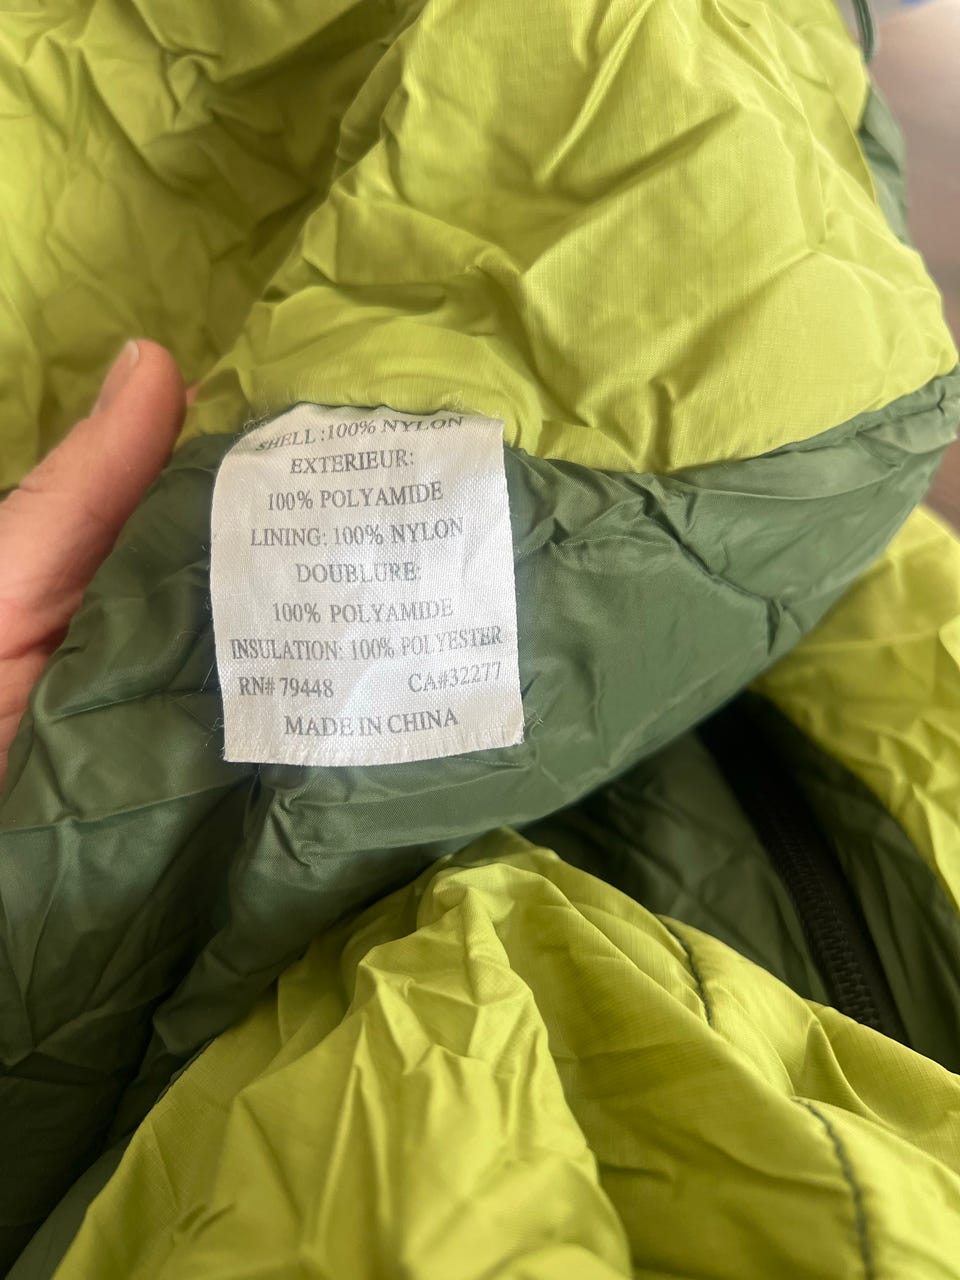 SHELL :100% NYLON
EXTERIEUR:
100% POLYAMIDE
LINING: 100% NYLON
DOUBLURE:
100% POLYAMIDE
INSULATION: 100% POLYESTER
RN# 79448 CA#32277
MADE IN CHINA